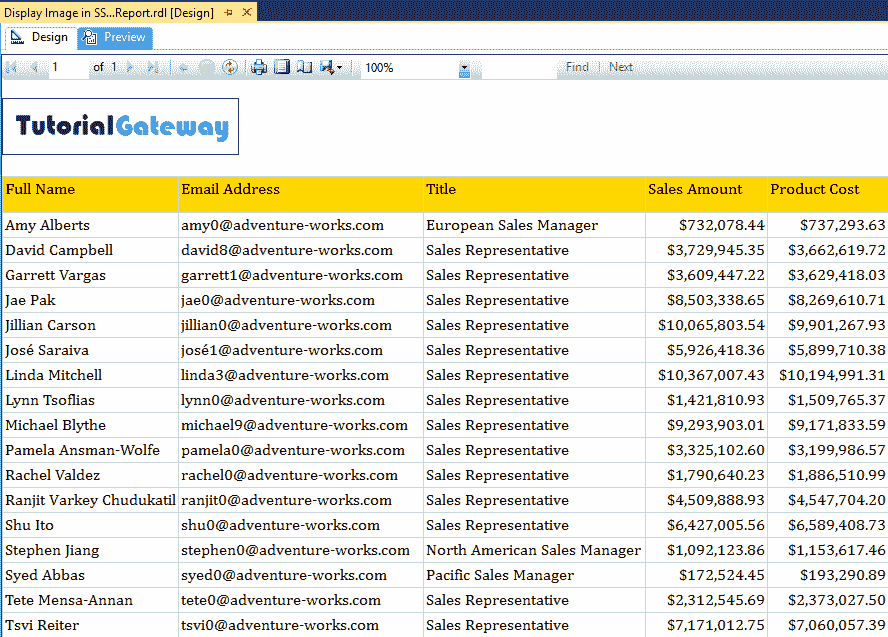 Display Image in SS...Report.rdl [Design]
Design Preview
1 of 1 100% Find | Next
TutorialGateway
Full Name Email Address Title Sales Amount Product Cost
Amy Alberts amy0@adventure-works.com European Sales Manager $732,078.44 $737,293.63
David Campbell david8@adventure-works.com Sales Representative $3,729,945.35 $3,662,619.72
Garrett Vargas garrett1@adventure-works.com Sales Representative $3,609,447.22 $3,629,418.03
Jae Pak jae0@adventure-works.com Sales Representative $8,503,338.65 $8,269,610.71
Jillian Carson jillian0@adventure-works.com Sales Representative $10,065,803.54 $9,901,267.93
José Saraiva josé1@adventure-works.com Sales Representative $5,926,418.36 $5,899,710.38
Linda Mitchell linda3@adventure-works.com Sales Representative $10,367,007.43 $10,194,991.31
Lynn Tsoflias lynn0@adventure-works.com Sales Representative $1,421,810.93 $1,509,765.37
Michael Blythe michael9@adventure-works.com Sales Representative $9,293,903.01 $9,171,833.59
Pamela Ansman-Wolfe pamela0@adventure-works.com Sales Representative $3,325,102.60 $3,199,986.57
Rachel Valdez rachel0@adventure-works.com Sales Representative $1,790,640.23 $1,886,510.99
Ranjit Varkey Chudukatil ranjit0@adventure-works.com Sales Representative $4,509,888.93 $4,547,704.20
Shu Ito shu0@adventure-works.com Sales Representative $6,427,005.56 $6,589,408.73
Stephen Jiang stephen0@adventure-works.com North American Sales Manager $1,092,123.86 $1,153,617.46
Syed Abbas syed0@adventure-works.com Pacific Sales Manager $172,524.45 $193,290.89
Tete Mensa-Annan tete0@adventure-works.com Sales Representative $2,312,545.69 $2,373,027.50
Tsvi Reiter tsvi0@adventure-works.com Sales Representative $7,171,012.75 $7,060,057.39